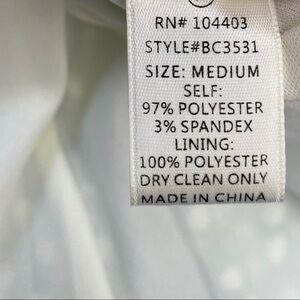 RN# 104403
STYLE#BC3531
SIZE: MEDIUM
SELF:
97% POLYESTER
3% SPANDEX
LINING:
100% POLYESTER
DRY CLEAN ONLY
MADE IN CHINA